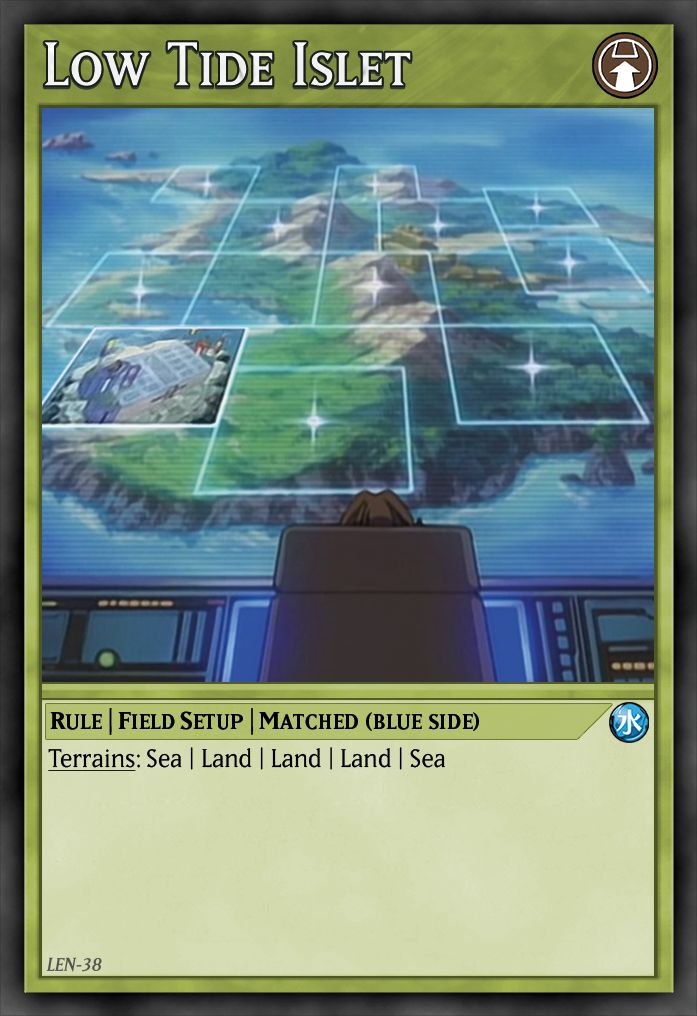 Low Tide Islet
Rule | Field Setup | Matched (blue side)
水
Terrains: Sea | Land | Land | Land | Sea
LEN-38